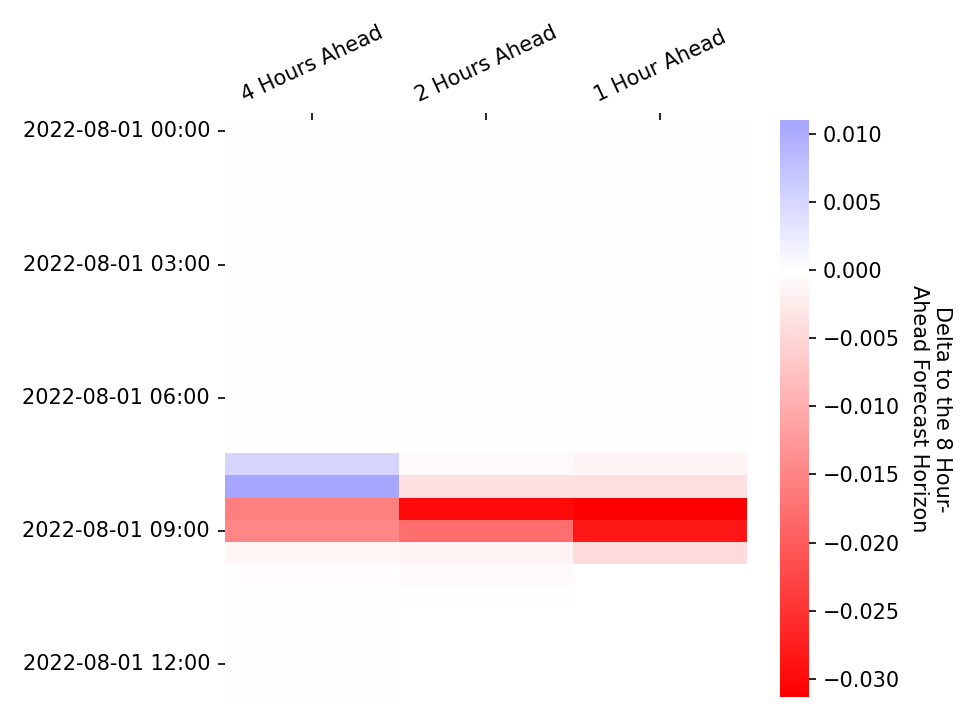 4 Hours Ahead
2 Hours Ahead
1 Hour Ahead
2022-08-01 00:00
2022-08-01 03:00
2022-08-01 06:00
2022-08-01 09:00
2022-08-01 12:00
0.010
0.005
0.000
−0.005
−0.010
−0.015
−0.020
−0.025
−0.030
Delta to the 8 Hour-
Ahead Forecast Horizon